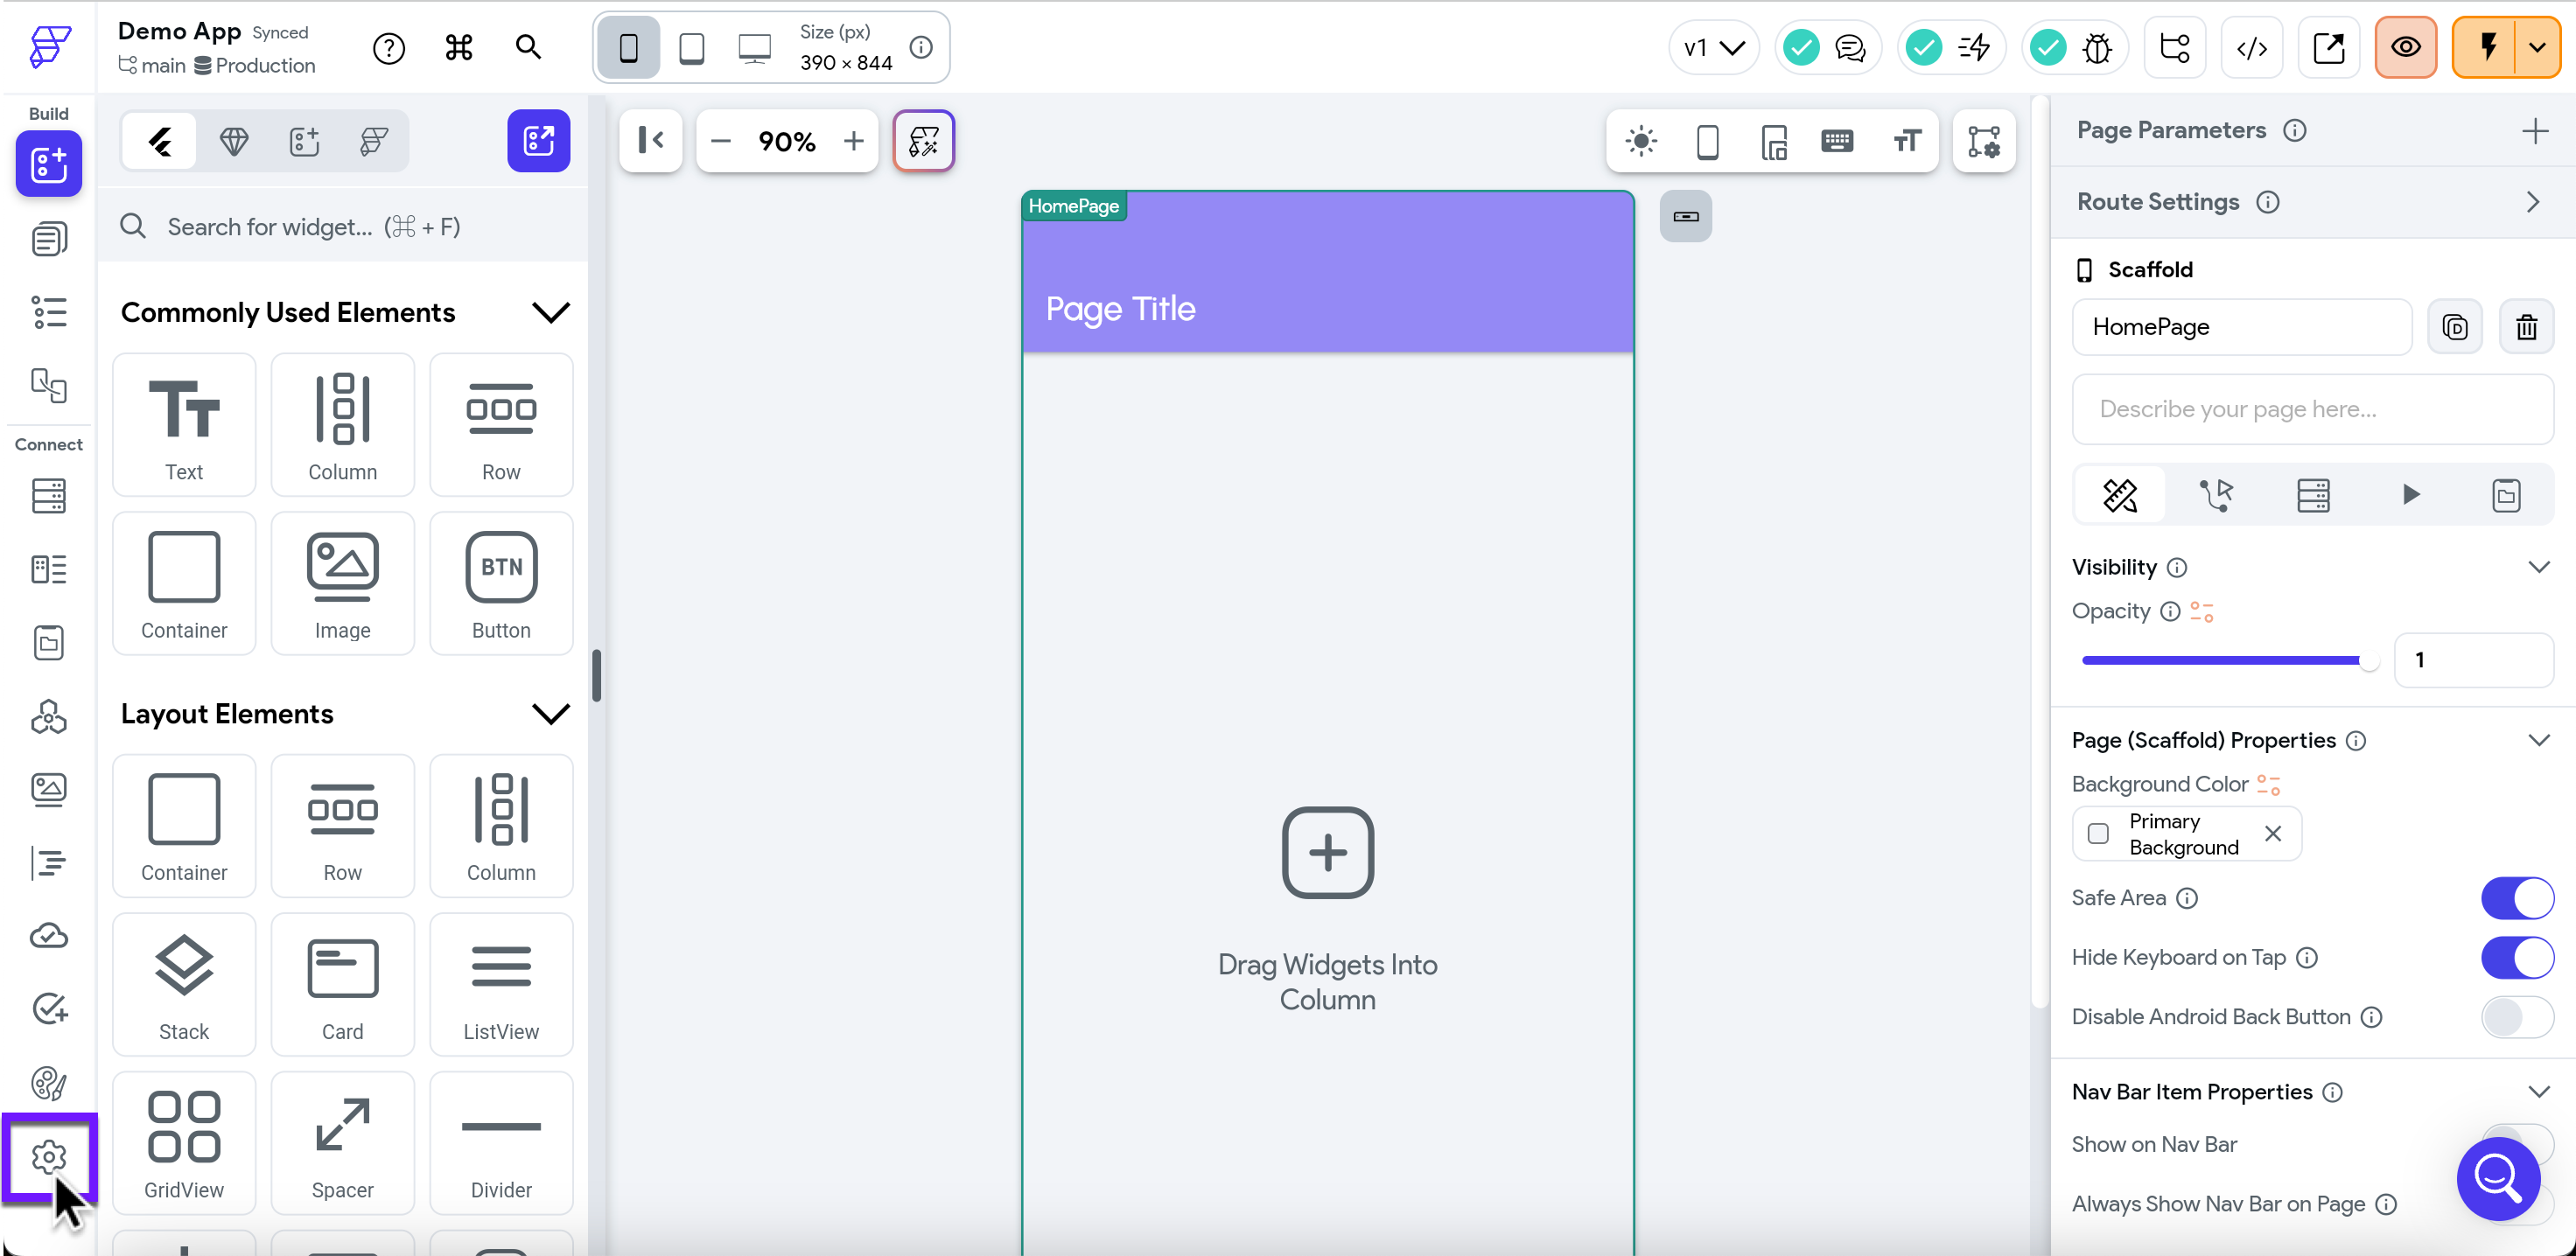 Demo App Synced
main Production
Size (px)
390 × 844
v1
Build
Connect
Search for widget... (⌘ + F)
Commonly Used Elements
Text
Column
Row
BTN
Container
Image
Button
Layout Elements
Container
Row
Column
Stack
Card
ListView
GridView
Spacer
Divider
90%
HomePage
Page Title
Drag Widgets Into
Column
Page Parameters
Route Settings
Scaffold
HomePage
Describe your page here...
Visibility
Opacity
1
Page (Scaffold) Properties
Background Color
Primary
Background
Safe Area
Hide Keyboard on Tap
Disable Android Back Button
Nav Bar Item Properties
Show on Nav Bar
Always Show Nav Bar on Page